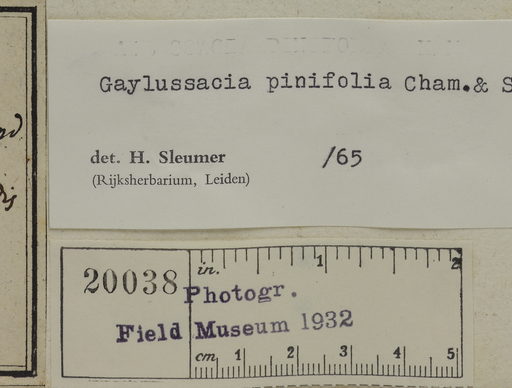 Gaylussacia pinifolia Cham. & S
det. H. Sleumer /65
(Rijksherbarium, Leiden)
20038 in. 1 2
Photogr.
Field Museum 1932
cm 1 2 3 4 5